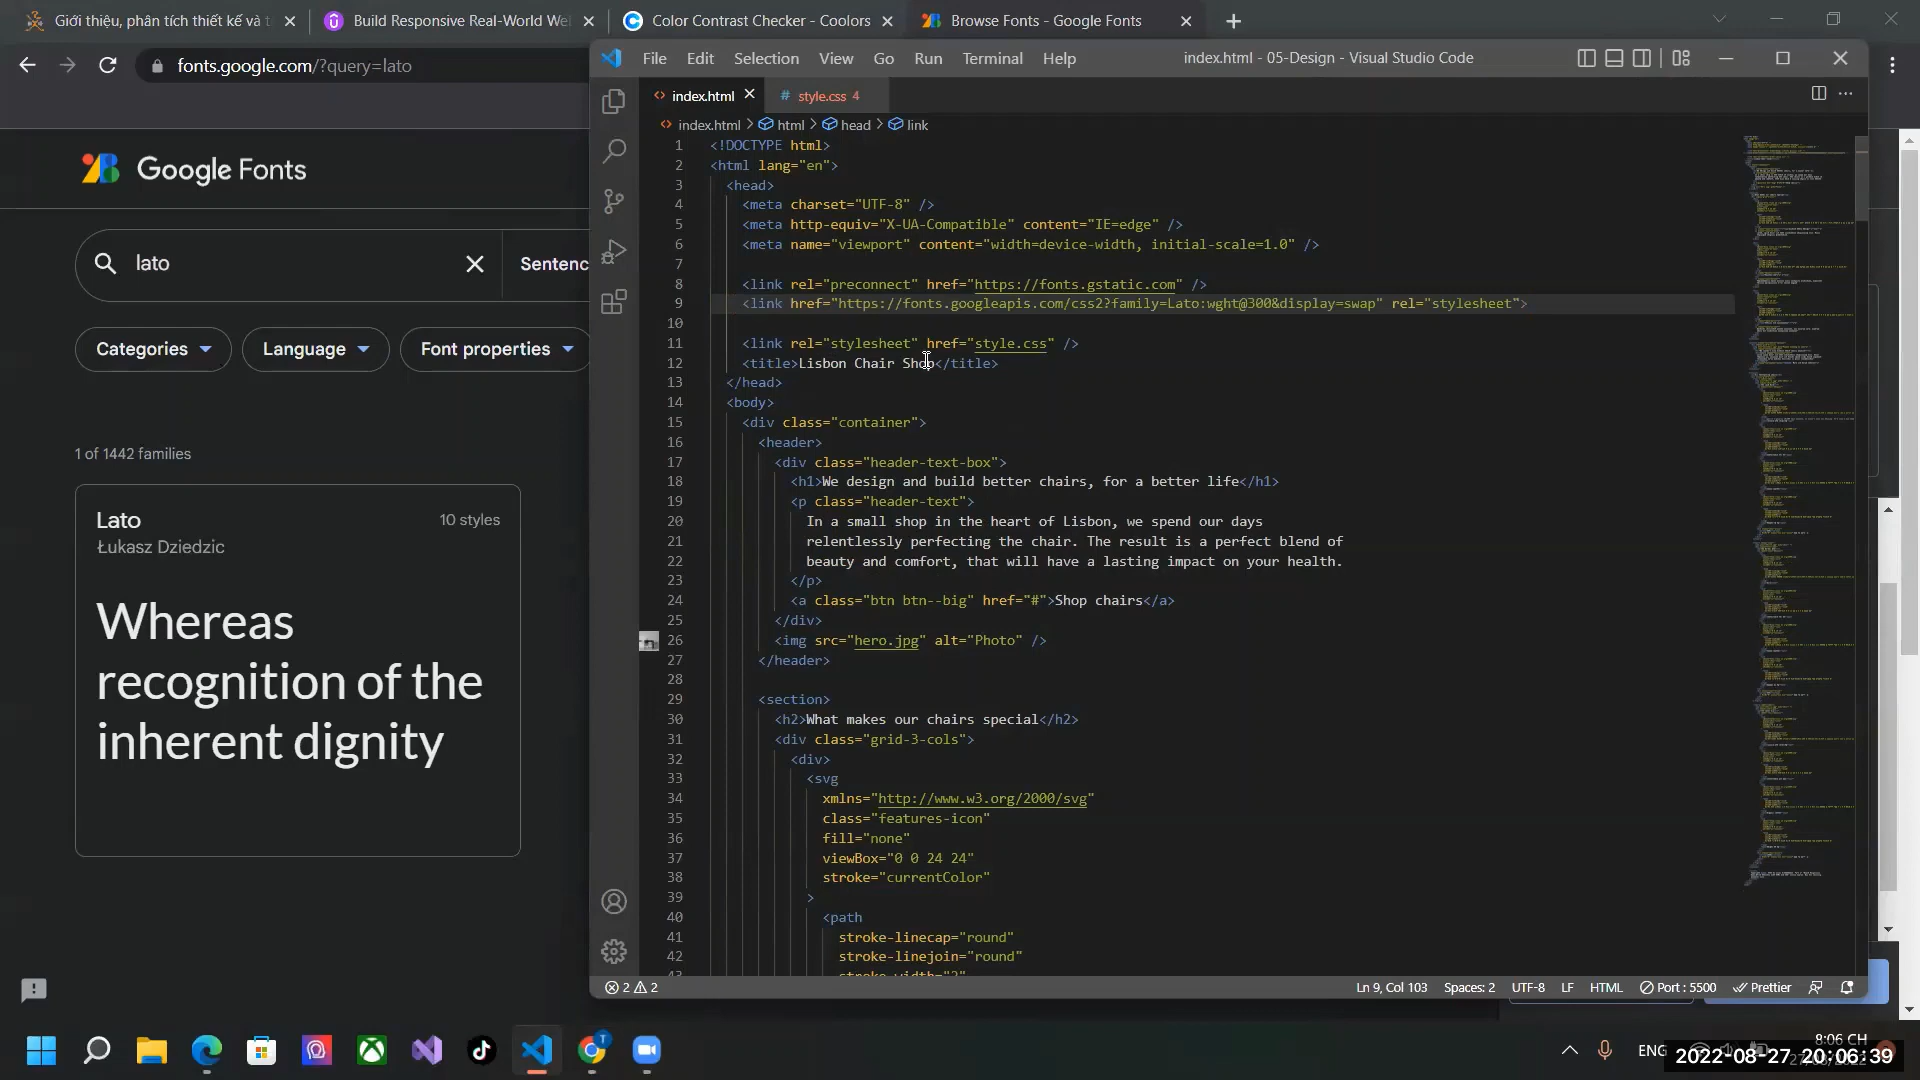 Giới thiệu, phân tích thiết kế và t
Build Responsive Real-World We
Color Contrast Checker - Coolors
Browse Fonts - Google Fonts
fonts.google.com/?query=lato
File Edit Selection View Go Run Terminal Help
index.html - 05-Design - Visual Studio Code
index.html
# style.css 4
index.html > html > head > link
Google Fonts
lato
Sentenc
Categories
Language
Font properties
1 of 1442 families
Lato
10 styles
Łukasz Dziedzic
Whereas
recognition of the
inherent dignity
1 <!DOCTYPE html>
2 <html lang="en">
3 <head>
4 <meta charset="UTF-8" />
5 <meta http-equiv="X-UA-Compatible" content="IE=edge" />
6 <meta name="viewport" content="width=device-width, initial-scale=1.0" />
7
8 <link rel="preconnect" href="https://fonts.gstatic.com" />
9 <link href="https://fonts.googleapis.com/css2?family=Lato:wght@300&display=swap" rel="stylesheet">
10
11 <link rel="stylesheet" href="style.css" />
12 <title>Lisbon Chair Shop</title>
13 </head>
14 <body>
15 <div class="container">
16 <header>
17 <div class="header-text-box">
18 <h1>We design and build better chairs, for a better life</h1>
19 <p class="header-text">
20 In a small shop in the heart of Lisbon, we spend our days
21 relentlessly perfecting the chair. The result is a perfect blend of
22 beauty and comfort, that will have a lasting impact on your health.
23 </p>
24 <a class="btn btn--big" href="#">Shop chairs</a>
25 </div>
26 <img src="hero.jpg" alt="Photo" />
27 </header>
28
29 <section>
30 <h2>What makes our chairs special</h2>
31 <div class="grid-3-cols">
32 <div>
33 <svg
34 xmlns="http://www.w3.org/2000/svg"
35 class="features-icon"
36 fill="none"
37 viewBox="0 0 24 24"
38 stroke="currentColor"
39 >
40 <path
41 stroke-linecap="round"
42 stroke-linejoin="round"
43 stroke-width="2"
2 2
Ln 9, Col 103
Spaces: 2
UTF-8
LF
HTML
Port : 5500
Prettier
ENG
8:06 CH
2022-08-27 20:06:39